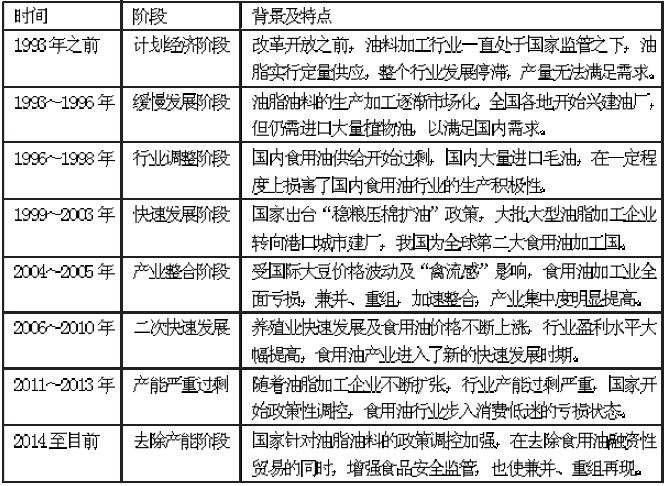 时间 阶段 背景及特点
1993年之前 计划经济阶段 改革开放之前，油料加工行业一直处于国家监管之下，油
脂实行定量供应，整个行业发展停滞，产量无法满足需求。
1993～1996年 缓慢发展阶段 油脂油料的生产加工逐渐市场化，全国各地开始兴建油厂，
但仍需进口大量植物油，以满足国内需求。
1996～1998年 行业调整阶段 国内食用油供给开始过剩，国内大量进口毛油，在一定程
度上损害了国内食用油行业的生产积极性。
1999～2003年 快速发展阶段 国家出台“稳粮压棉扩油”政策，大批大型油脂加工企业
转向港口城市建厂，我国为全球第二大食用油加工国。
2004～2005年 产业整合阶段 受国际大豆价格波动及“禽流感”影响，食用油加工业全
面亏损，兼并、重组，加速整合，产业集中度明显提高。
2006～2010年 二次快速发展 养殖业快速发展及食用油价格不断上涨，行业盈利水平大
幅提高，食用油产业进入了新的快速发展时期。
2011～2013年 产能严重过剩 随着油脂加工企业不断扩张，行业产能过剩严重，国家开
始政策性调控，食用油行业步入消费低迷的亏损状态。
2014至目前 去除产能阶段 国家针对油脂油料的政策调控加强，在去除食用油融资性
贸易的同时，增强食品安全监管，也使兼并、重组再现。